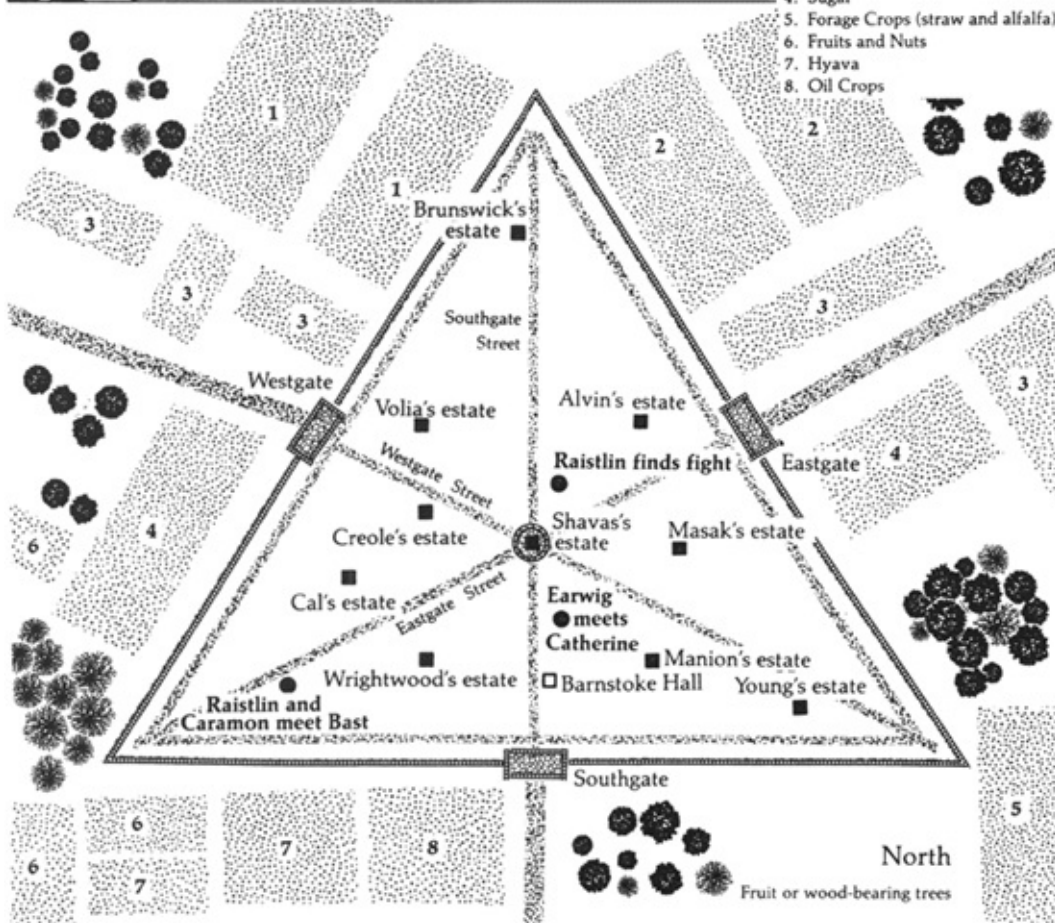 4. Sugar
5. Forage Crops (straw and alfalfa)
6. Fruits and Nuts
7. Hyava
8. Oil Crops
1
2
2
1
Brunswick's
estate
3
3
3
3
Southgate
Street
3
Westgate
Volia's estate
Alvin's estate
Westgate Street
Raistlin finds fight
Eastgate
4
4
6
Creole's estate
Shavas's
estate
Masak's estate
Cal's estate
Eastgate Street
Earwig
meets
Catherine
Wrightwood's estate
Manion's estate
Barnstoke Hall
Young's estate
Raistlin and
Caramon meet Bast
Southgate
5
6
6
7
7
8
North
Fruit or wood-bearing trees